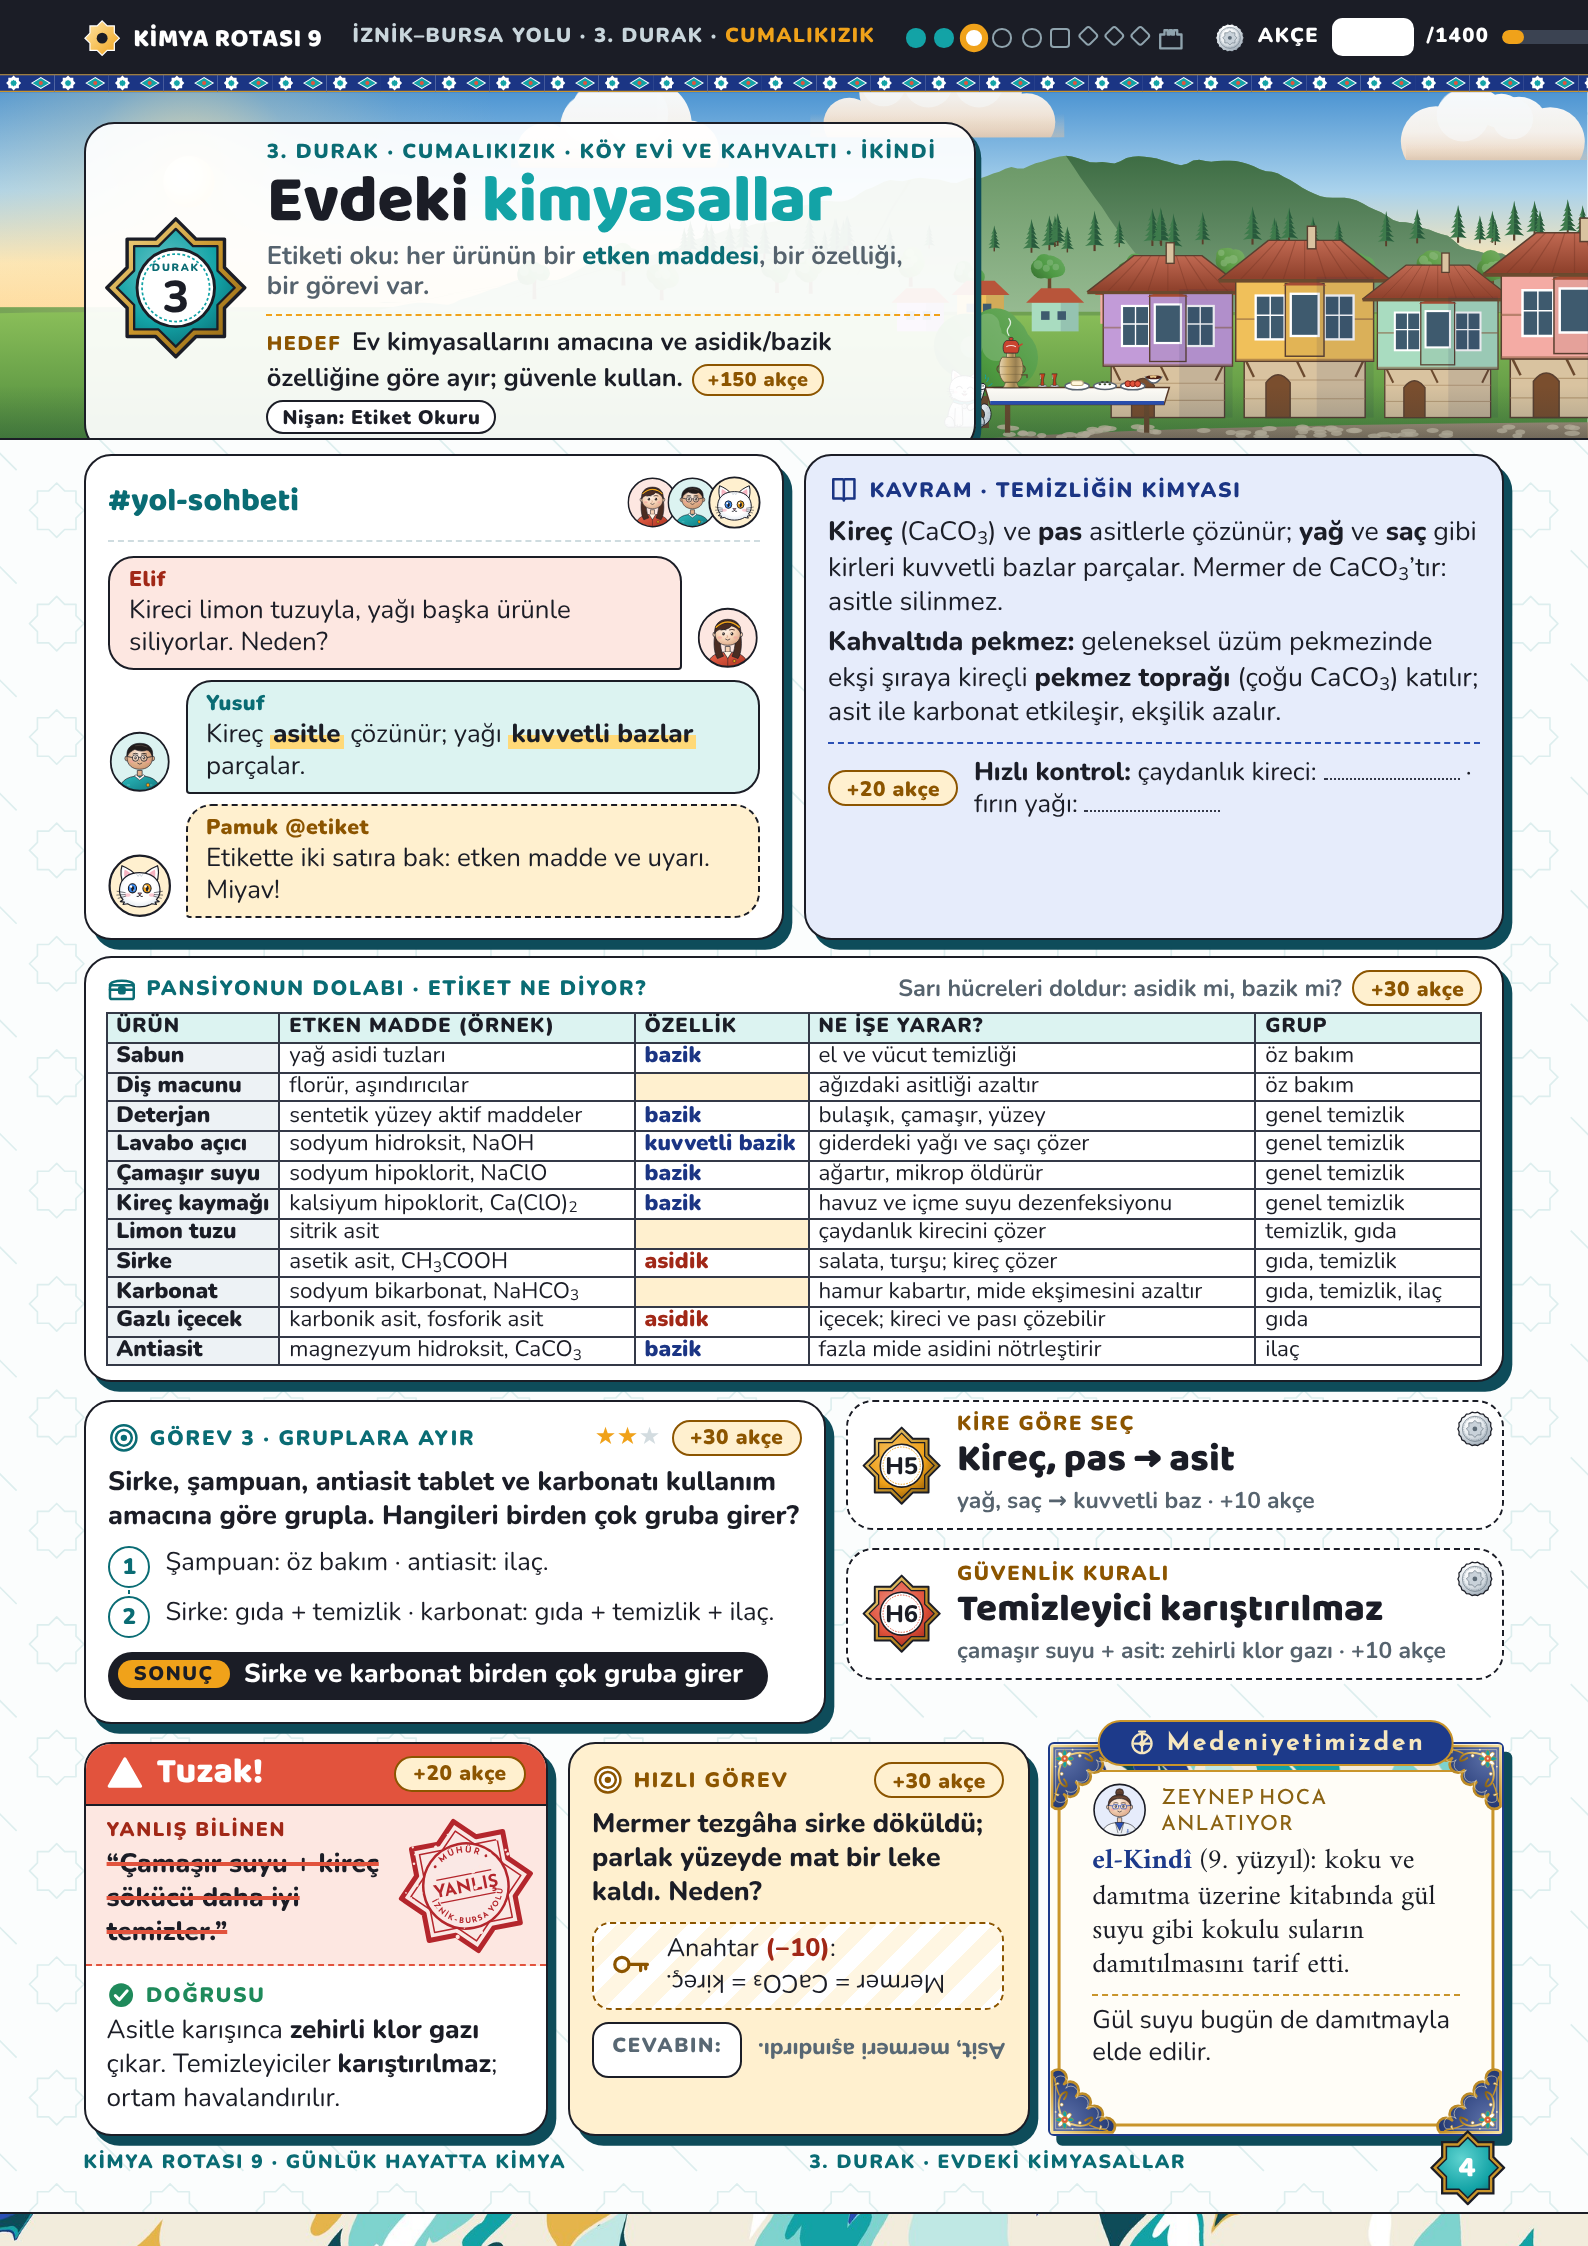 KİMYA ROTASI 9
İZNİK–BURSA YOLU · 3. DURAK · CUMALIKIZIK
AKÇE /1400
3. DURAK · CUMALIKIZIK · KÖY EVİ VE KAHVALTI · İKİNDİ
Evdeki kimyasallar
DURAK
3
Etiketi oku: her ürünün bir etken maddesi, bir özelliği,
bir görevi var.
HEDEF Ev kimyasallarını amacına ve asidik/bazik
özelliğine göre ayır; güvenle kullan. +150 akçe
Nişan: Etiket Okuru
#yol-sohbeti
Elif
Kireci limon tuzuyla, yağı başka ürünle
siliyorlar. Neden?
Yusuf
Kireç asitle çözünür; yağı kuvvetli bazlar
parçalar.
Pamuk @etiket
Etikette iki satıra bak: etken madde ve uyarı.
Miyav!
KAVRAM · TEMİZLİĞİN KİMYASI
Kireç (CaCO₃) ve pas asitlerle çözünür; yağ ve saç gibi
kirleri kuvvetli bazlar parçalar. Mermer de CaCO₃’tır:
asitle silinmez.
Kahvaltıda pekmez: geleneksel üzüm pekmezinde
ekşi şıraya kireçli pekmez toprağı (çoğu CaCO₃) katılır;
asit ile karbonat etkileşir, ekşilik azalır.
+20 akçe
Hızlı kontrol: çaydanlık kireci: ·
fırın yağı:
PANSİYONUN DOLABI · ETİKET NE DİYOR?
Sarı hücreleri doldur: asidik mi, bazik mi? +30 akçe
ÜRÜN ETKEN MADDE (ÖRNEK) ÖZELLİK NE İŞE YARAR? GRUP
Sabun yağ asidi tuzları bazik el ve vücut temizliği öz bakım
Diş macunu florür, aşındırıcılar ağızdaki asitliği azaltır öz bakım
Deterjan sentetik yüzey aktif maddeler bazik bulaşık, çamaşır, yüzey genel temizlik
Lavabo açıcı sodyum hidroksit, NaOH kuvvetli bazik giderdeki yağı ve saçı çözer genel temizlik
Çamaşır suyu sodyum hipoklorit, NaClO bazik ağartır, mikrop öldürür genel temizlik
Kireç kaymağı kalsiyum hipoklorit, Ca(ClO)₂ bazik havuz ve içme suyu dezenfeksiyonu genel temizlik
Limon tuzu sitrik asit çaydanlık kirecini çözer temizlik, gıda
Sirke asetik asit, CH₃COOH asidik salata, turşu; kireç çözer gıda, temizlik
Karbonat sodyum bikarbonat, NaHCO₃ hamur kabartır, mide ekşimesini azaltır gıda, temizlik, ilaç
Gazlı içecek karbonik asit, fosforik asit asidik içecek; kireci ve pası çözebilir gıda
Antiasit magnezyum hidroksit, CaCO₃ bazik fazla mide asidini nötrleştirir ilaç
GÖREV 3 · GRUPLARA AYIR
+30 akçe
Sirke, şampuan, antiasit tablet ve karbonatı kullanım
amacına göre grupla. Hangileri birden çok gruba girer?
1 Şampuan: öz bakım · antiasit: ilaç.
2 Sirke: gıda + temizlik · karbonat: gıda + temizlik + ilaç.
SONUÇ Sirke ve karbonat birden çok gruba girer
H5
KİRE GÖRE SEÇ
Kireç, pas → asit
yağ, saç → kuvvetli baz · +10 akçe
H6
GÜVENLİK KURALI
Temizleyici karıştırılmaz
çamaşır suyu + asit: zehirli klor gazı · +10 akçe
Tuzak!
+20 akçe
YANLIŞ BİLİNEN
“Çamaşır suyu + kireç
sökücü daha iyi
temizler.”
MÜHÜR
YANLIŞ
İZNİK-BURSA YOLU
DOĞRUSU
Asitle karışınca zehirli klor gazı
çıkar. Temizleyiciler karıştırılmaz;
ortam havalandırılır.
HIZLI GÖREV
+30 akçe
Mermer tezgâha sirke döküldü;
parlak yüzeyde mat bir leke
kaldı. Neden?
Anahtar (−10):
Mermer = CaCO₃ = kireç.
CEVABIN:
Asit, mermeri aşındırdı.
Medeniyetimizden
ZEYNEP HOCA
ANLATIYOR
el-Kindî (9. yüzyıl): koku ve
damıtma üzerine kitabında gül
suyu gibi kokulu suların
damıtılmasını tarif etti.
Gül suyu bugün de damıtmayla
elde edilir.
KİMYA ROTASI 9 · GÜNLÜK HAYATTA KİMYA
3. DURAK · EVDEKİ KİMYASALLAR
4